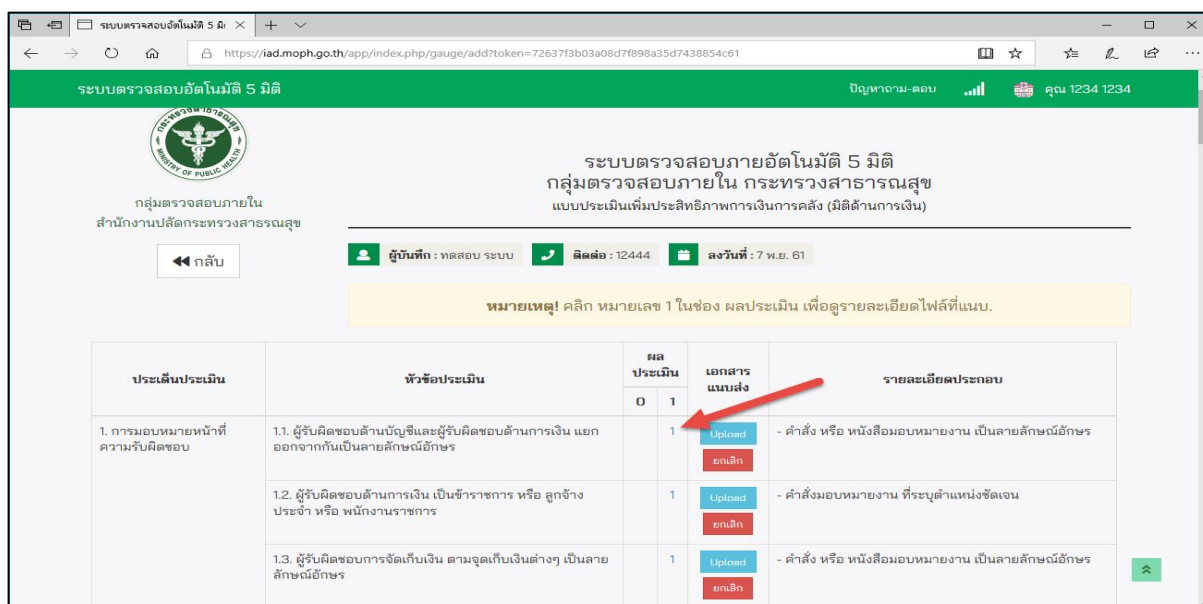 ระบบตรวจสอบอัตโนมัติ 5 มิ
https://iad.moph.go.th/app/index.php/gauge/add?token=72637f3b03a08d7f898a35d7438854c61
ระบบตรวจสอบอัตโนมัติ 5 มิติ
ปัญหาถาม-ตอบ
คุณ 1234 1234
กระทรวงสาธารณสุข
MINISTRY OF PUBLIC HEALTH
กลุ่มตรวจสอบภายใน
สำนักงานปลัดกระทรวงสาธรณสุข
กลับ
ระบบตรวจสอบภายอัตโนมัติ 5 มิติ
กลุ่มตรวจสอบภายใน กระทรวงสาธารณสุข
แบบประเมินเพิ่มประสิทธิภาพการเงินการคลัง (มิติด้านการเงิน)
ผู้บันทึก : ทดสอบ ระบบ
ติดต่อ : 12444
ลงวันที่ : 7 พ.ย. 61
หมายเหตุ! คลิก หมายเลข 1 ในช่อง ผลประเมิน เพื่อดูรายละเอียดไฟล์ที่แนบ.
ประเด็นประเมิน
หัวข้อประเมิน
ผล
ประเมิน
0 1
เอกสาร
แนบส่ง
รายละเอียดประกอบ
1. การมอบหมายหน้าที่
ความรับผิดชอบ
1.1. ผู้รับผิดชอบด้านบัญชีและผู้รับผิดชอบด้านการเงิน แยก
ออกจากกันเป็นลายลักษณ์อักษร
1
Upload
ยกเลิก
- คำสั่ง หรือ หนังสือมอบหมายงาน เป็นลายลักษณ์อักษร
1.2. ผู้รับผิดชอบด้านการเงิน เป็นข้าราชการ หรือ ลูกจ้าง
ประจำ หรือ พนักงานราชการ
1
Upload
ยกเลิก
- คำสั่งมอบหมายงาน ที่ระบุตำแหน่งชัดเจน
1.3. ผู้รับผิดชอบการจัดเก็บเงิน ตามจุดเก็บเงินต่างๆ เป็นลาย
ลักษณ์อักษร
1
Upload
ยกเลิก
- คำสั่ง หรือ หนังสือมอบหมายงาน เป็นลายลักษณ์อักษร